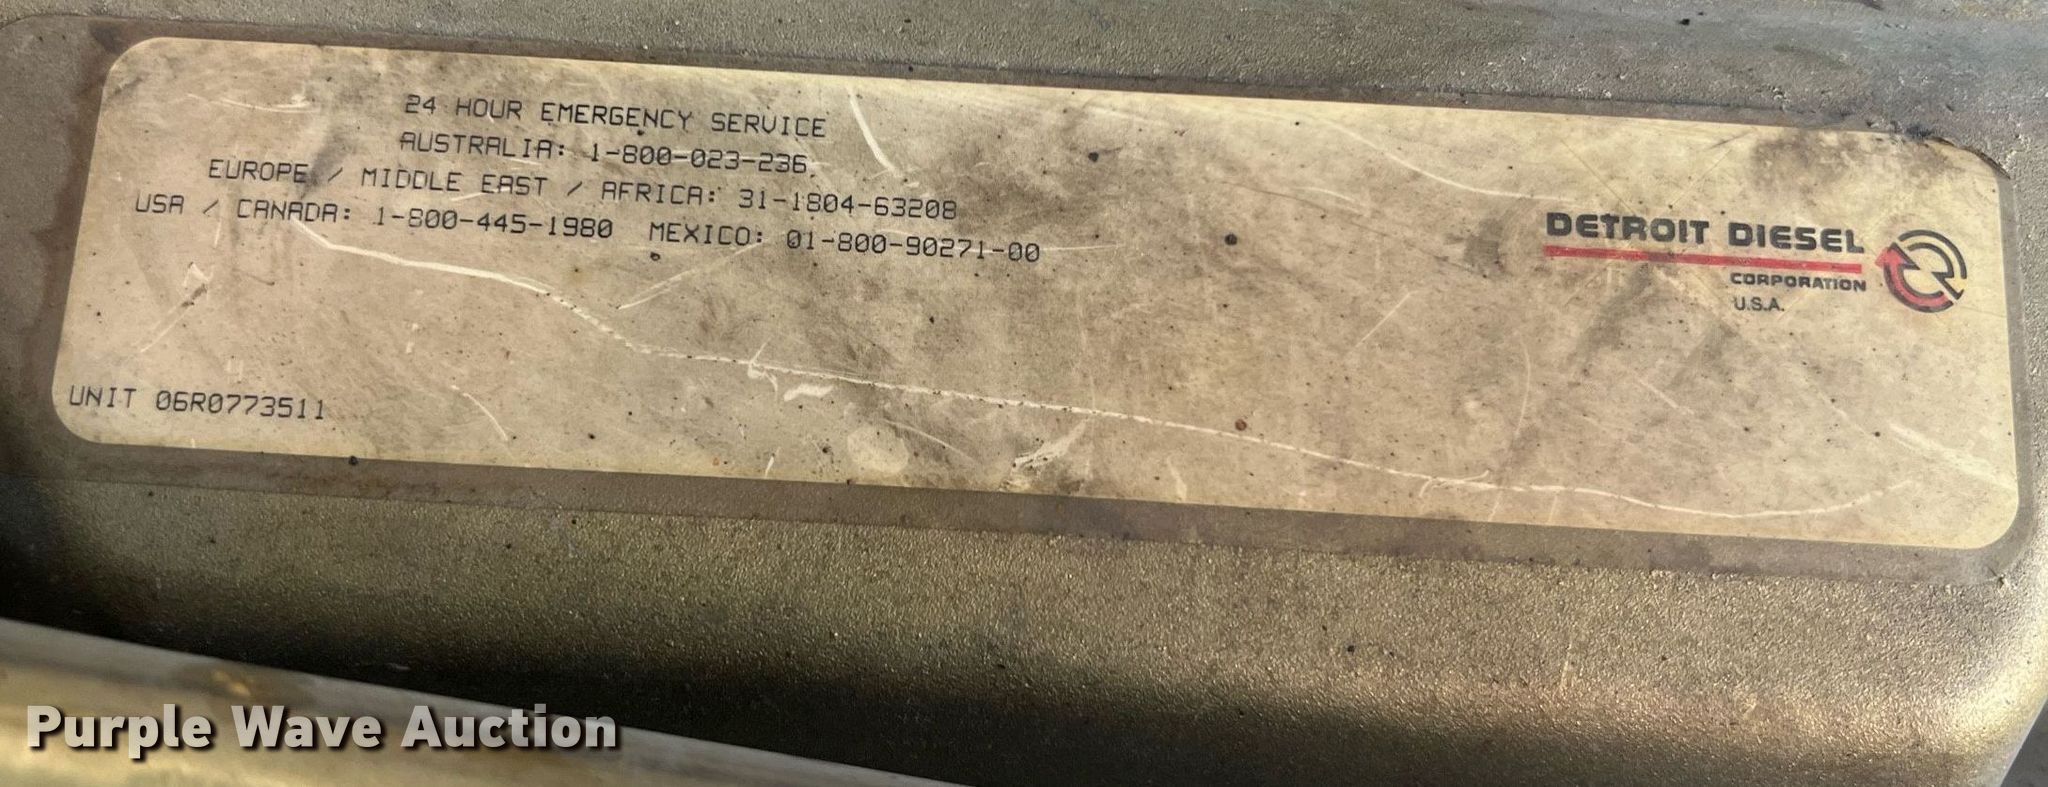 24 HOUR EMERGENCY SERVICE
AUSTRALIA: 1-800-023-236
EUROPE / MIDDLE EAST / AFRICA: 31-1804-63208
USA / CANADA: 1-800-445-1980 MEXICO: 01-800-90271-00
DETROIT DIESEL
CORPORATION
U.S.A.
UNIT 06R0773511
Purple Wave Auction